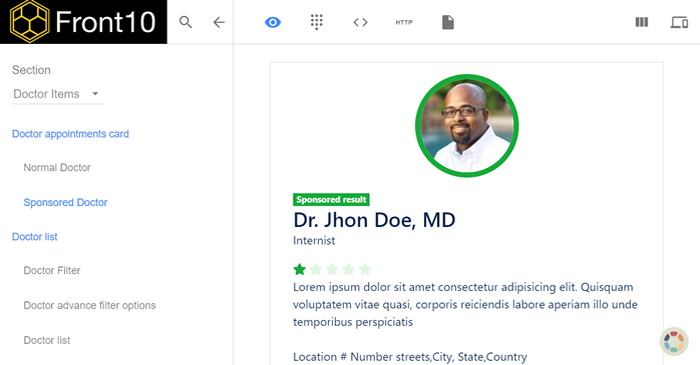 Front10
HTTP
Section
Doctor Items
Doctor appointments card
Normal Doctor
Sponsored Doctor
Doctor list
Doctor Filter
Doctor advance filter options
Doctor list
Sponsored result
Dr. Jhon Doe, MD
Internist
Lorem ipsum dolor sit amet consectetur adipisicing elit. Quisquam
voluptatem vitae quasi, corporis reiciendis labore aperiam illo unde
temporibus perspiciatis
Location # Number streets,City, State,Country